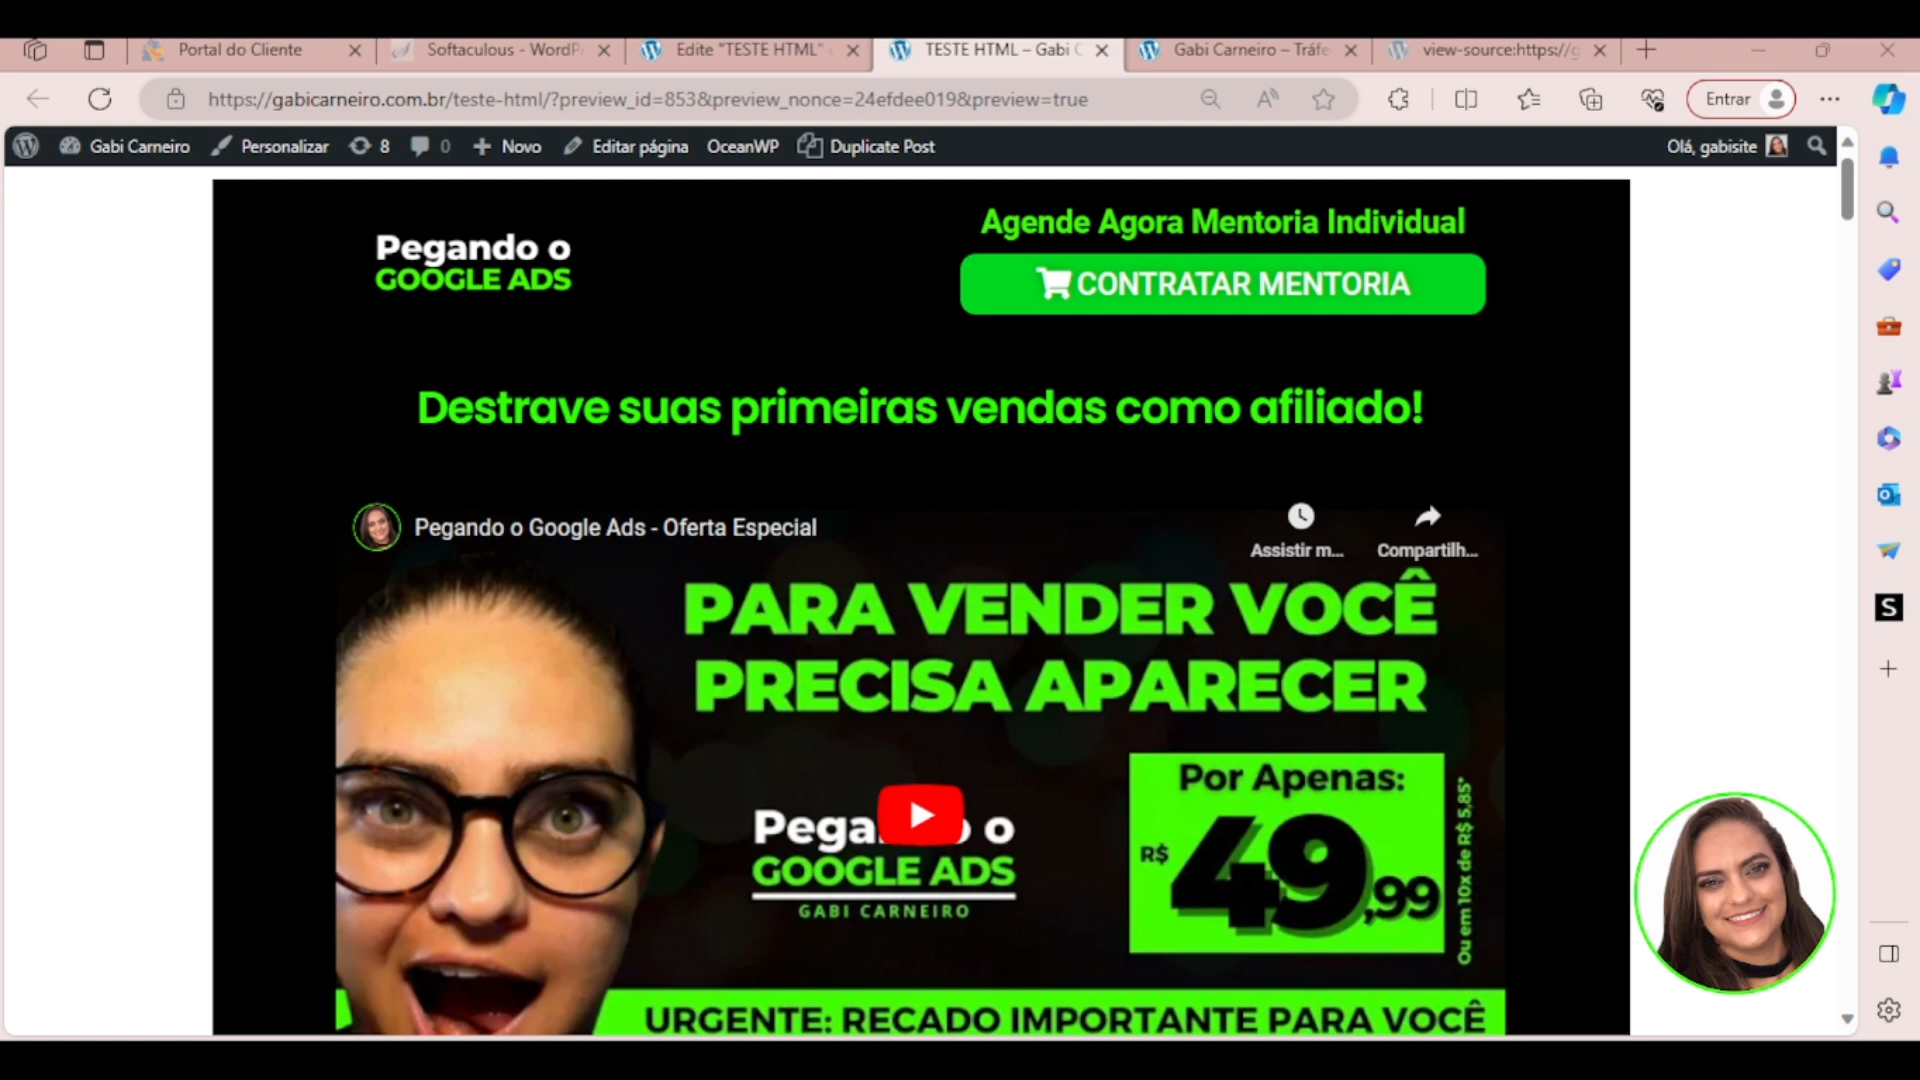 Portal do Cliente
Softaculous - WordP
Edite "TESTE HTML"
TESTE HTML – Gabi C
Gabi Carneiro – Tráfe
view-source:https://g
https://gabicarneiro.com.br/teste-html/?preview_id=853&preview_nonce=24efdee019&preview=true
Entrar
Gabi Carneiro
Personalizar
8
0
Novo
Editar página
OceanWP
Duplicate Post
Olá, gabisite
Pegando o
GOOGLE ADS
Agende Agora Mentoria Individual
CONTRATAR MENTORIA
Destrave suas primeiras vendas como afiliado!
Pegando o Google Ads - Oferta Especial
Assistir m...
Compartilh...
PARA VENDER VOCÊ
PRECISA APARECER
Pega o
GOOGLE ADS
GABI CARNEIRO
Por Apenas:
R$ 49,99
Ou em 10x de R$ 5,85*
URGENTE: RECADO IMPORTANTE PARA VOCÊ
S